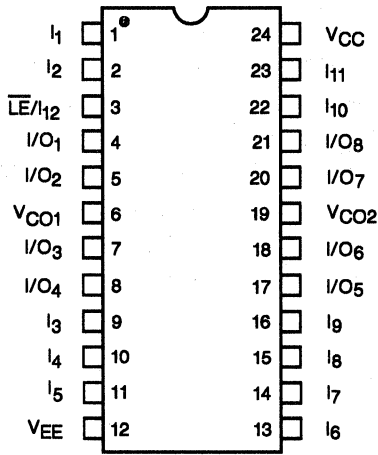 I1 1 24 VCC
I2 2 23 I11
LE/I12 3 22 I10
I/O1 4 21 I/O8
I/O2 5 20 I/O7
VCO1 6 19 VCO2
I/O3 7 18 I/O6
I/O4 8 17 I/O5
I3 9 16 I9
I4 10 15 I8
I5 11 14 I7
VEE 12 13 I6